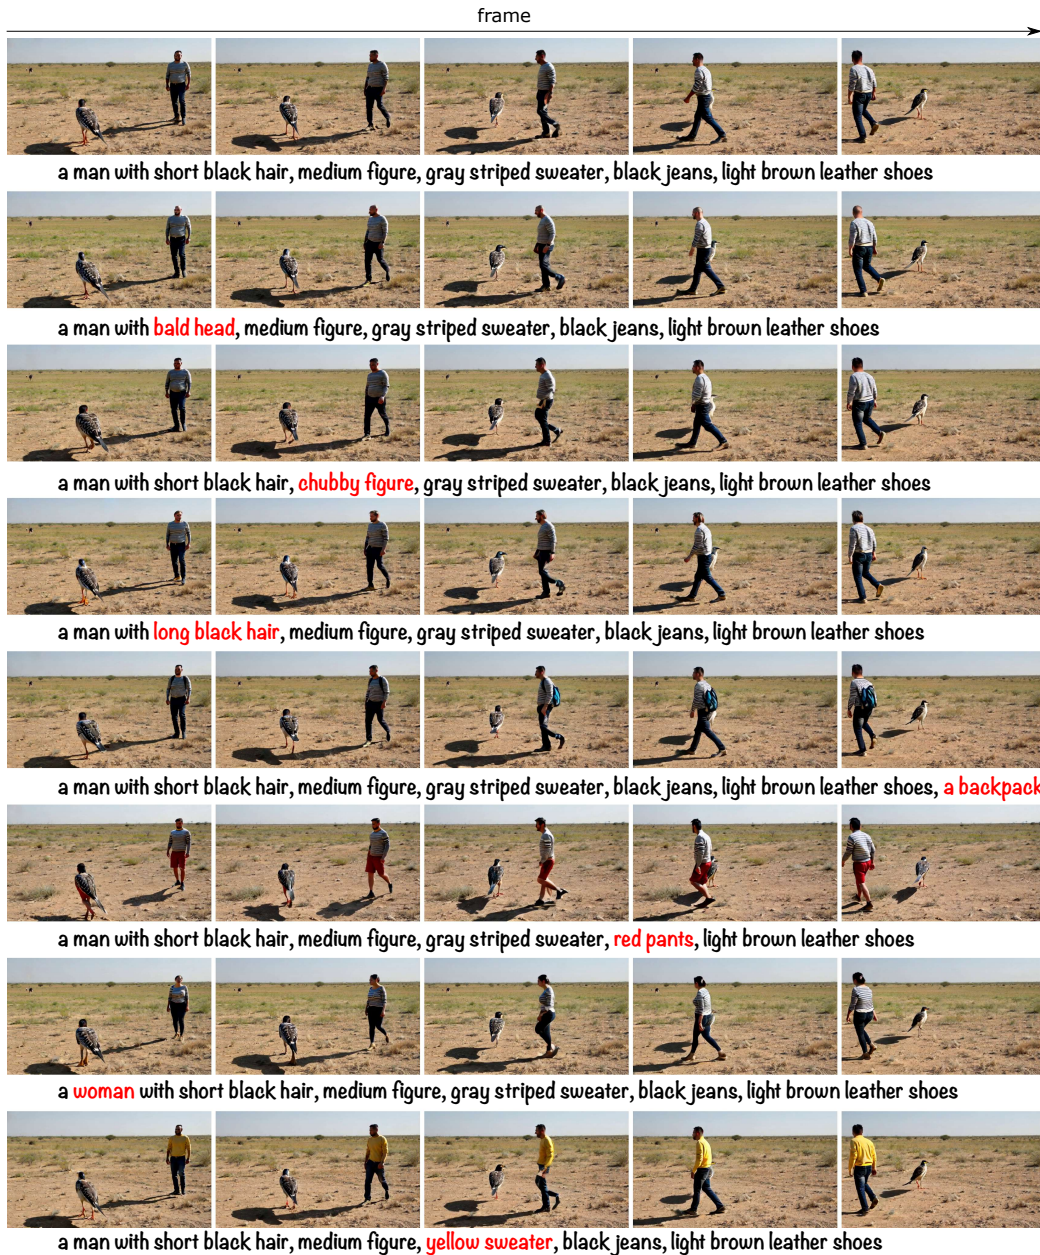 frame
a man with short black hair, medium figure, gray striped sweater, black jeans, light brown leather shoes
a man with bald head, medium figure, gray striped sweater, black jeans, light brown leather shoes
a man with short black hair, chubby figure, gray striped sweater, black jeans, light brown leather shoes
a man with long black hair, medium figure, gray striped sweater, black jeans, light brown leather shoes
a man with short black hair, medium figure, gray striped sweater, black jeans, light brown leather shoes, a backpack
a man with short black hair, medium figure, gray striped sweater, red pants, light brown leather shoes
a woman with short black hair, medium figure, gray striped sweater, black jeans, light brown leather shoes
a man with short black hair, medium figure, yellow sweater, black jeans, light brown leather shoes